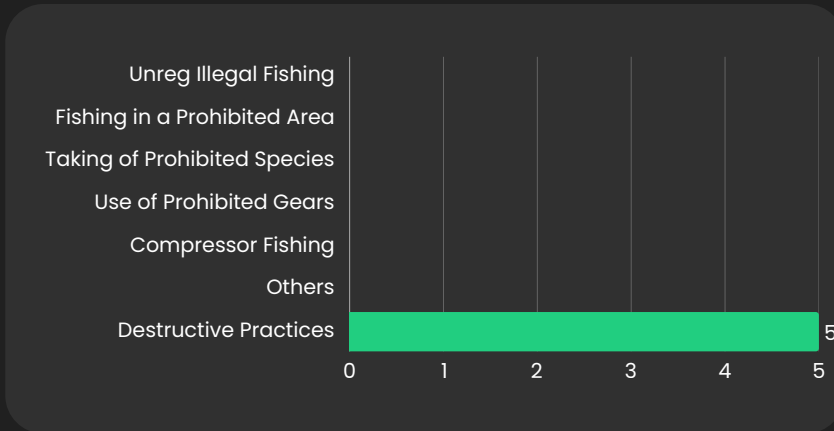 Unreg Illegal Fishing
Fishing in a Prohibited Area
Taking of Prohibited Species
Use of Prohibited Gears
Compressor Fishing
Others
Destructive Practices
5
0 1 2 3 4 5